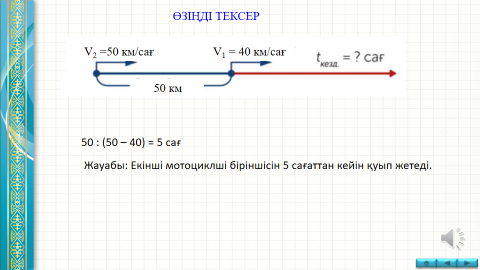 ӨЗІҢДІ ТЕКСЕР
V2 =50 км/сағ V1 = 40 км/сағ tкезд. = ? сағ
50 км
50 : (50 – 40) = 5 сағ
Жауабы: Екінші мотоциклші біріншісін 5 сағаттан кейін қуып жетеді.